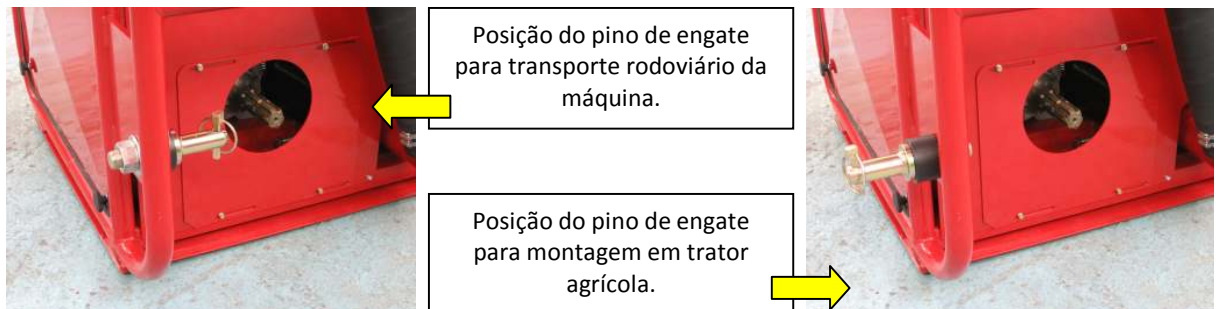 Posição do pino de engate
para transporte rodoviário da
máquina.
Posição do pino de engate
para montagem em trator
agrícola.